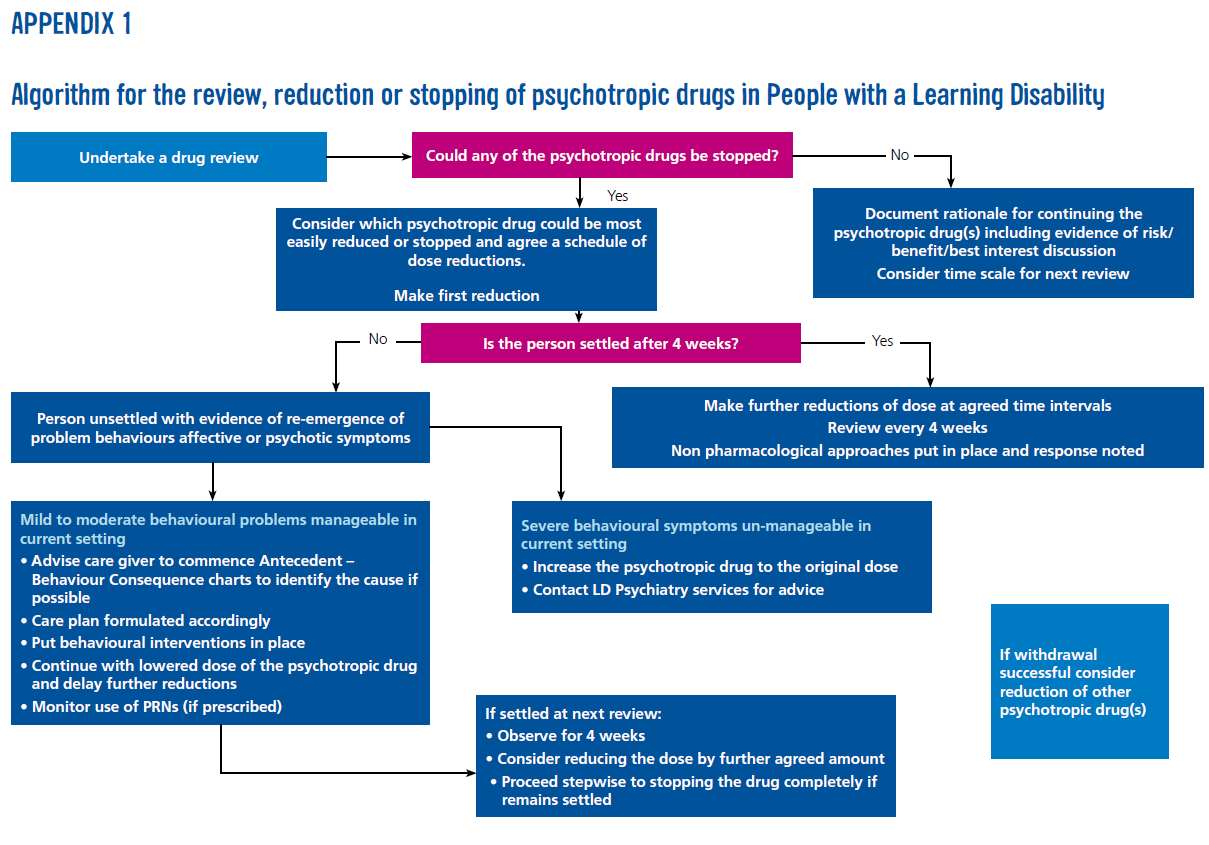 APPENDIX 1
Algorithm for the review, reduction or stopping of psychotropic drugs in People with a Learning Disability
Undertake a drug review
Could any of the psychotropic drugs be stopped?
No
Yes
Document rationale for continuing the
psychotropic drug(s) including evidence of risk/
benefit/best interest discussion
Consider time scale for next review
Consider which psychotropic drug could be most
easily reduced or stopped and agree a schedule of
dose reductions.
Make first reduction
Is the person settled after 4 weeks?
No
Yes
Person unsettled with evidence of re-emergence of
problem behaviours affective or psychotic symptoms
Make further reductions of dose at agreed time intervals
Review every 4 weeks
Non pharmacological approaches put in place and response noted
Mild to moderate behavioural problems manageable in
current setting
• Advise care giver to commence Antecedent –
Behaviour Consequence charts to identify the cause if
possible
• Care plan formulated accordingly
• Put behavioural interventions in place
• Continue with lowered dose of the psychotropic drug
and delay further reductions
• Monitor use of PRNs (if prescribed)
Severe behavioural symptoms un-manageable in
current setting
• Increase the psychotropic drug to the original dose
• Contact LD Psychiatry services for advice
If withdrawal
successful consider
reduction of other
psychotropic drug(s)
If settled at next review:
• Observe for 4 weeks
• Consider reducing the dose by further agreed amount
• Proceed stepwise to stopping the drug completely if
remains settled